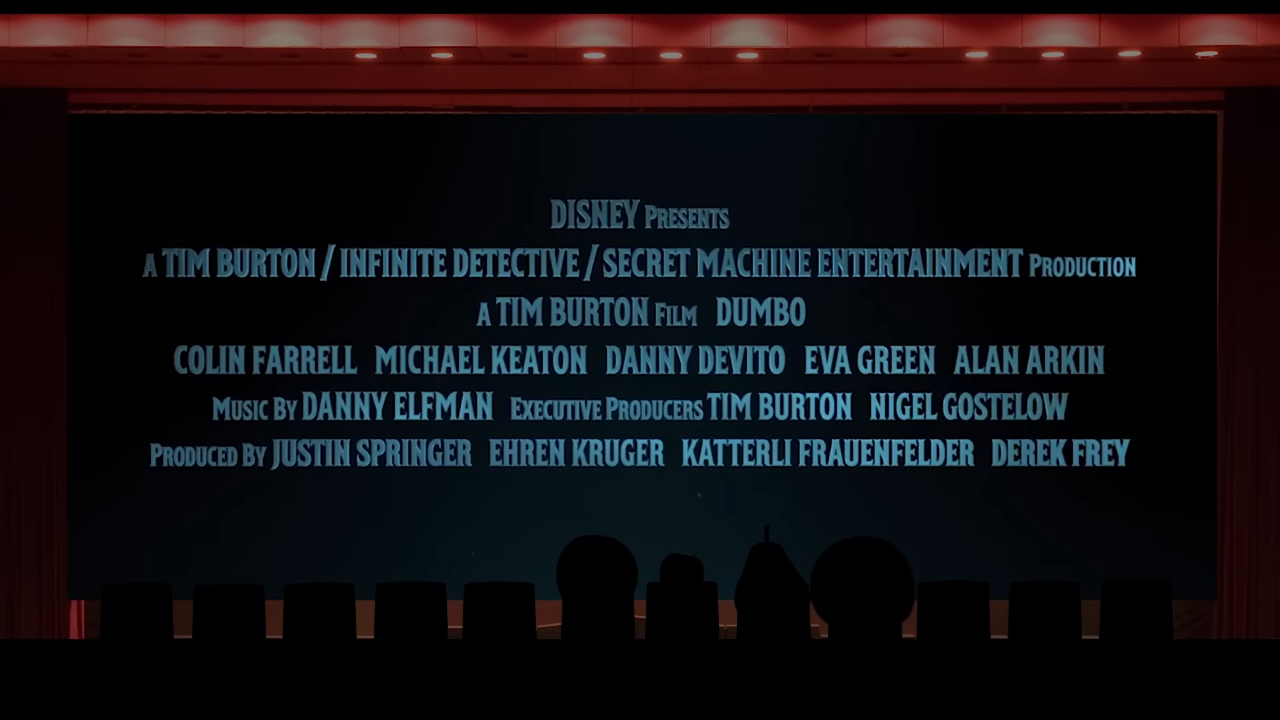 DISNEY PRESENTS
A TIM BURTON / INFINITE DETECTIVE / SECRET MACHINE ENTERTAINMENT PRODUCTION
A TIM BURTON FILM DUMBO
COLIN FARRELL MICHAEL KEATON DANNY DEVITO EVA GREEN ALAN ARKIN
MUSIC BY DANNY ELFMAN EXECUTIVE PRODUCERS TIM BURTON NIGEL GOSTELOW
PRODUCED BY JUSTIN SPRINGER EHREN KRUGER KATTERLI FRAUENFELDER DEREK FREY